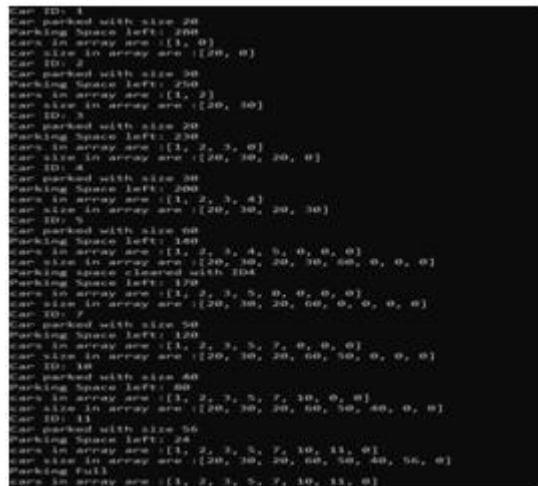 Car ID: 1
Car parked with size 20
Parking Space left: 280
cars in array are :[1, 0]
car size in array are :[20, 0]
Car ID: 2
Car parked with size 30
Parking Space left: 250
cars in array are :[1, 2]
car size in array are :[20, 30]
Car ID: 3
Car parked with size 20
Parking Space left: 230
cars in array are :[1, 2, 3, 0]
car size in array are :[20, 30, 20, 0]
Car ID: 4
Car parked with size 30
Parking Space left: 200
cars in array are :[1, 2, 3, 4]
car size in array are :[20, 30, 20, 30]
Car ID: 5
Car parked with size 60
Parking Space left: 140
cars in array are :[1, 2, 3, 4, 5, 0, 0, 0]
car size in array are :[20, 30, 20, 30, 60, 0, 0, 0]
Parking space cleared with ID4
Parking Space left: 170
cars in array are :[1, 2, 3, 5, 0, 0, 0, 0]
car size in array are :[20, 30, 20, 60, 0, 0, 0, 0]
Car ID: 7
Car parked with size 50
Parking Space left: 120
cars in array are :[1, 2, 3, 5, 7, 0, 0, 0]
car size in array are :[20, 30, 20, 60, 50, 0, 0, 0]
Car ID: 10
Car parked with size 40
Parking Space left: 80
cars in array are :[1, 2, 3, 5, 7, 10, 0, 0]
car size in array are :[20, 30, 20, 60, 50, 40, 0, 0]
Car ID: 11
Car parked with size 56
Parking Space left: 24
cars in array are :[1, 2, 3, 5, 7, 10, 11, 0]
car size in array are :[20, 30, 20, 60, 50, 40, 56, 0]
Parking Full
cars in array are :[1, 2, 3, 5, 7, 10, 11, 0]